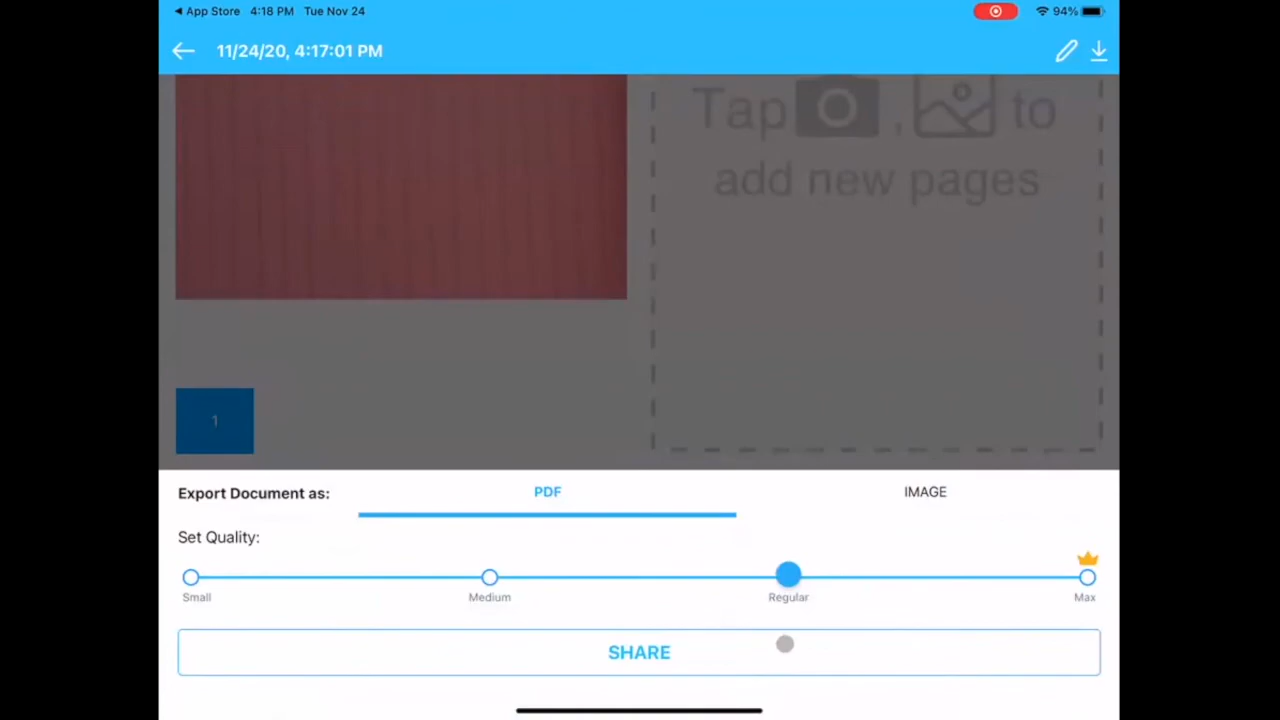 App Store 4:18 PM Tue Nov 24 94%
11/24/20, 4:17:01 PM
Tap , to
add new pages
1
Export Document as: PDF IMAGE
Set Quality:
Small Medium Regular Max
SHARE